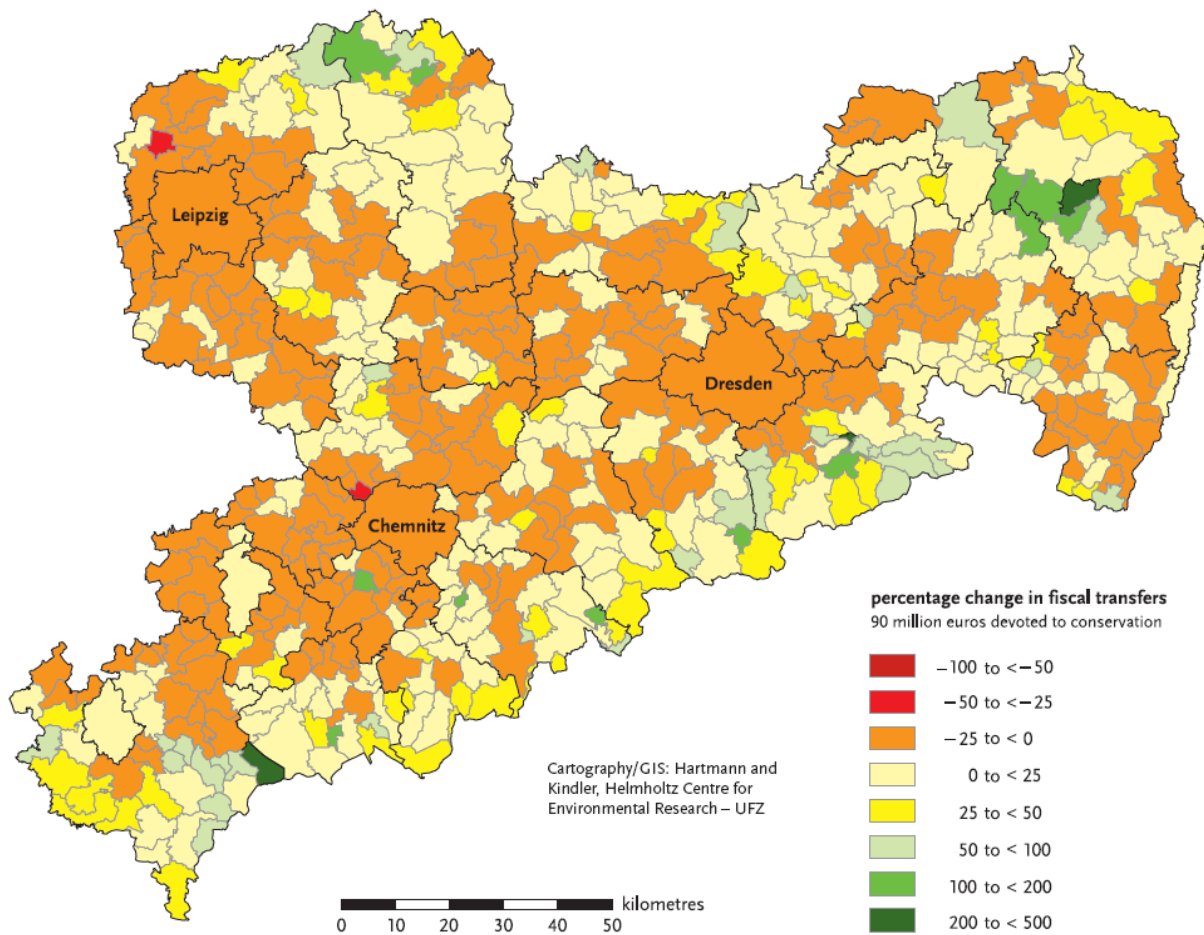 Leipzig
Dresden
Chemnitz
percentage change in fiscal transfers
90 million euros devoted to conservation
−100 to <−50
−50 to <−25
−25 to < 0
0 to < 25
25 to < 50
50 to < 100
100 to < 200
200 to < 500
Cartography/GIS: Hartmann and
Kindler, Helmholtz Centre for
Environmental Research – UFZ
kilometres
0 10 20 30 40 50